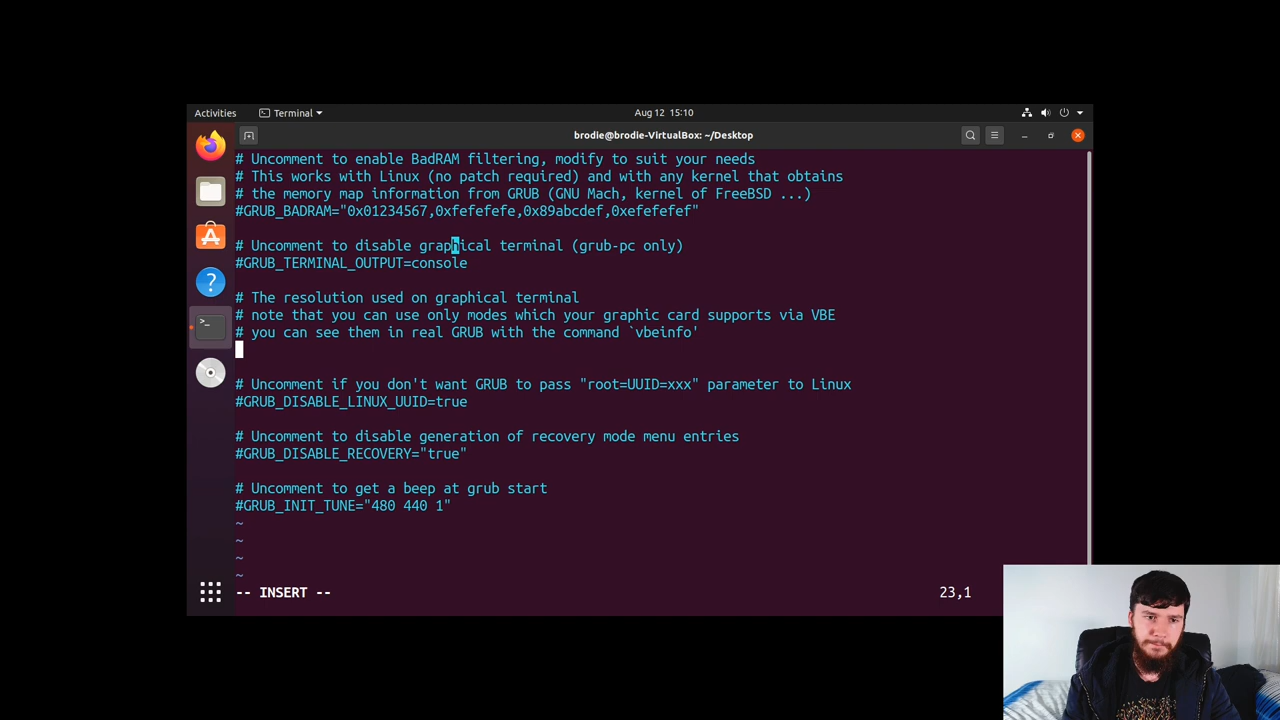 Activities
Terminal
Aug 12 15:10
brodie@brodie-VirtualBox: ~/Desktop
# Uncomment to enable BadRAM filtering, modify to suit your needs
# This works with Linux (no patch required) and with any kernel that obtains
# the memory map information from GRUB (GNU Mach, kernel of FreeBSD ...)
#GRUB_BADRAM="0x01234567,0xfefefefe,0x89abcdef,0xefefefef"
# Uncomment to disable graphical terminal (grub-pc only)
#GRUB_TERMINAL_OUTPUT=console
# The resolution used on graphical terminal
# note that you can use only modes which your graphic card supports via VBE
# you can see them in real GRUB with the command `vbeinfo'
# Uncomment if you don't want GRUB to pass "root=UUID=xxx" parameter to Linux
#GRUB_DISABLE_LINUX_UUID=true
# Uncomment to disable generation of recovery mode menu entries
#GRUB_DISABLE_RECOVERY="true"
# Uncomment to get a beep at grub start
#GRUB_INIT_TUNE="480 440 1"
~
~
~
~
-- INSERT --
23,1